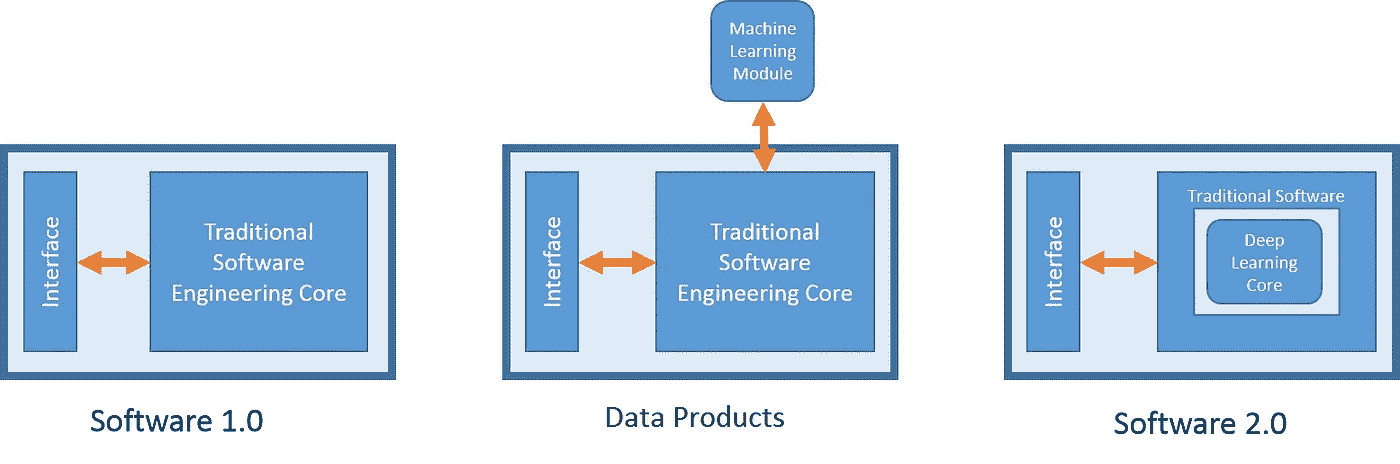 Interface
Traditional
Software
Engineering Core
Software 1.0
Machine
Learning
Module
Interface
Traditional
Software
Engineering Core
Data Products
Interface
Traditional Software
Deep
Learning
Core
Software 2.0